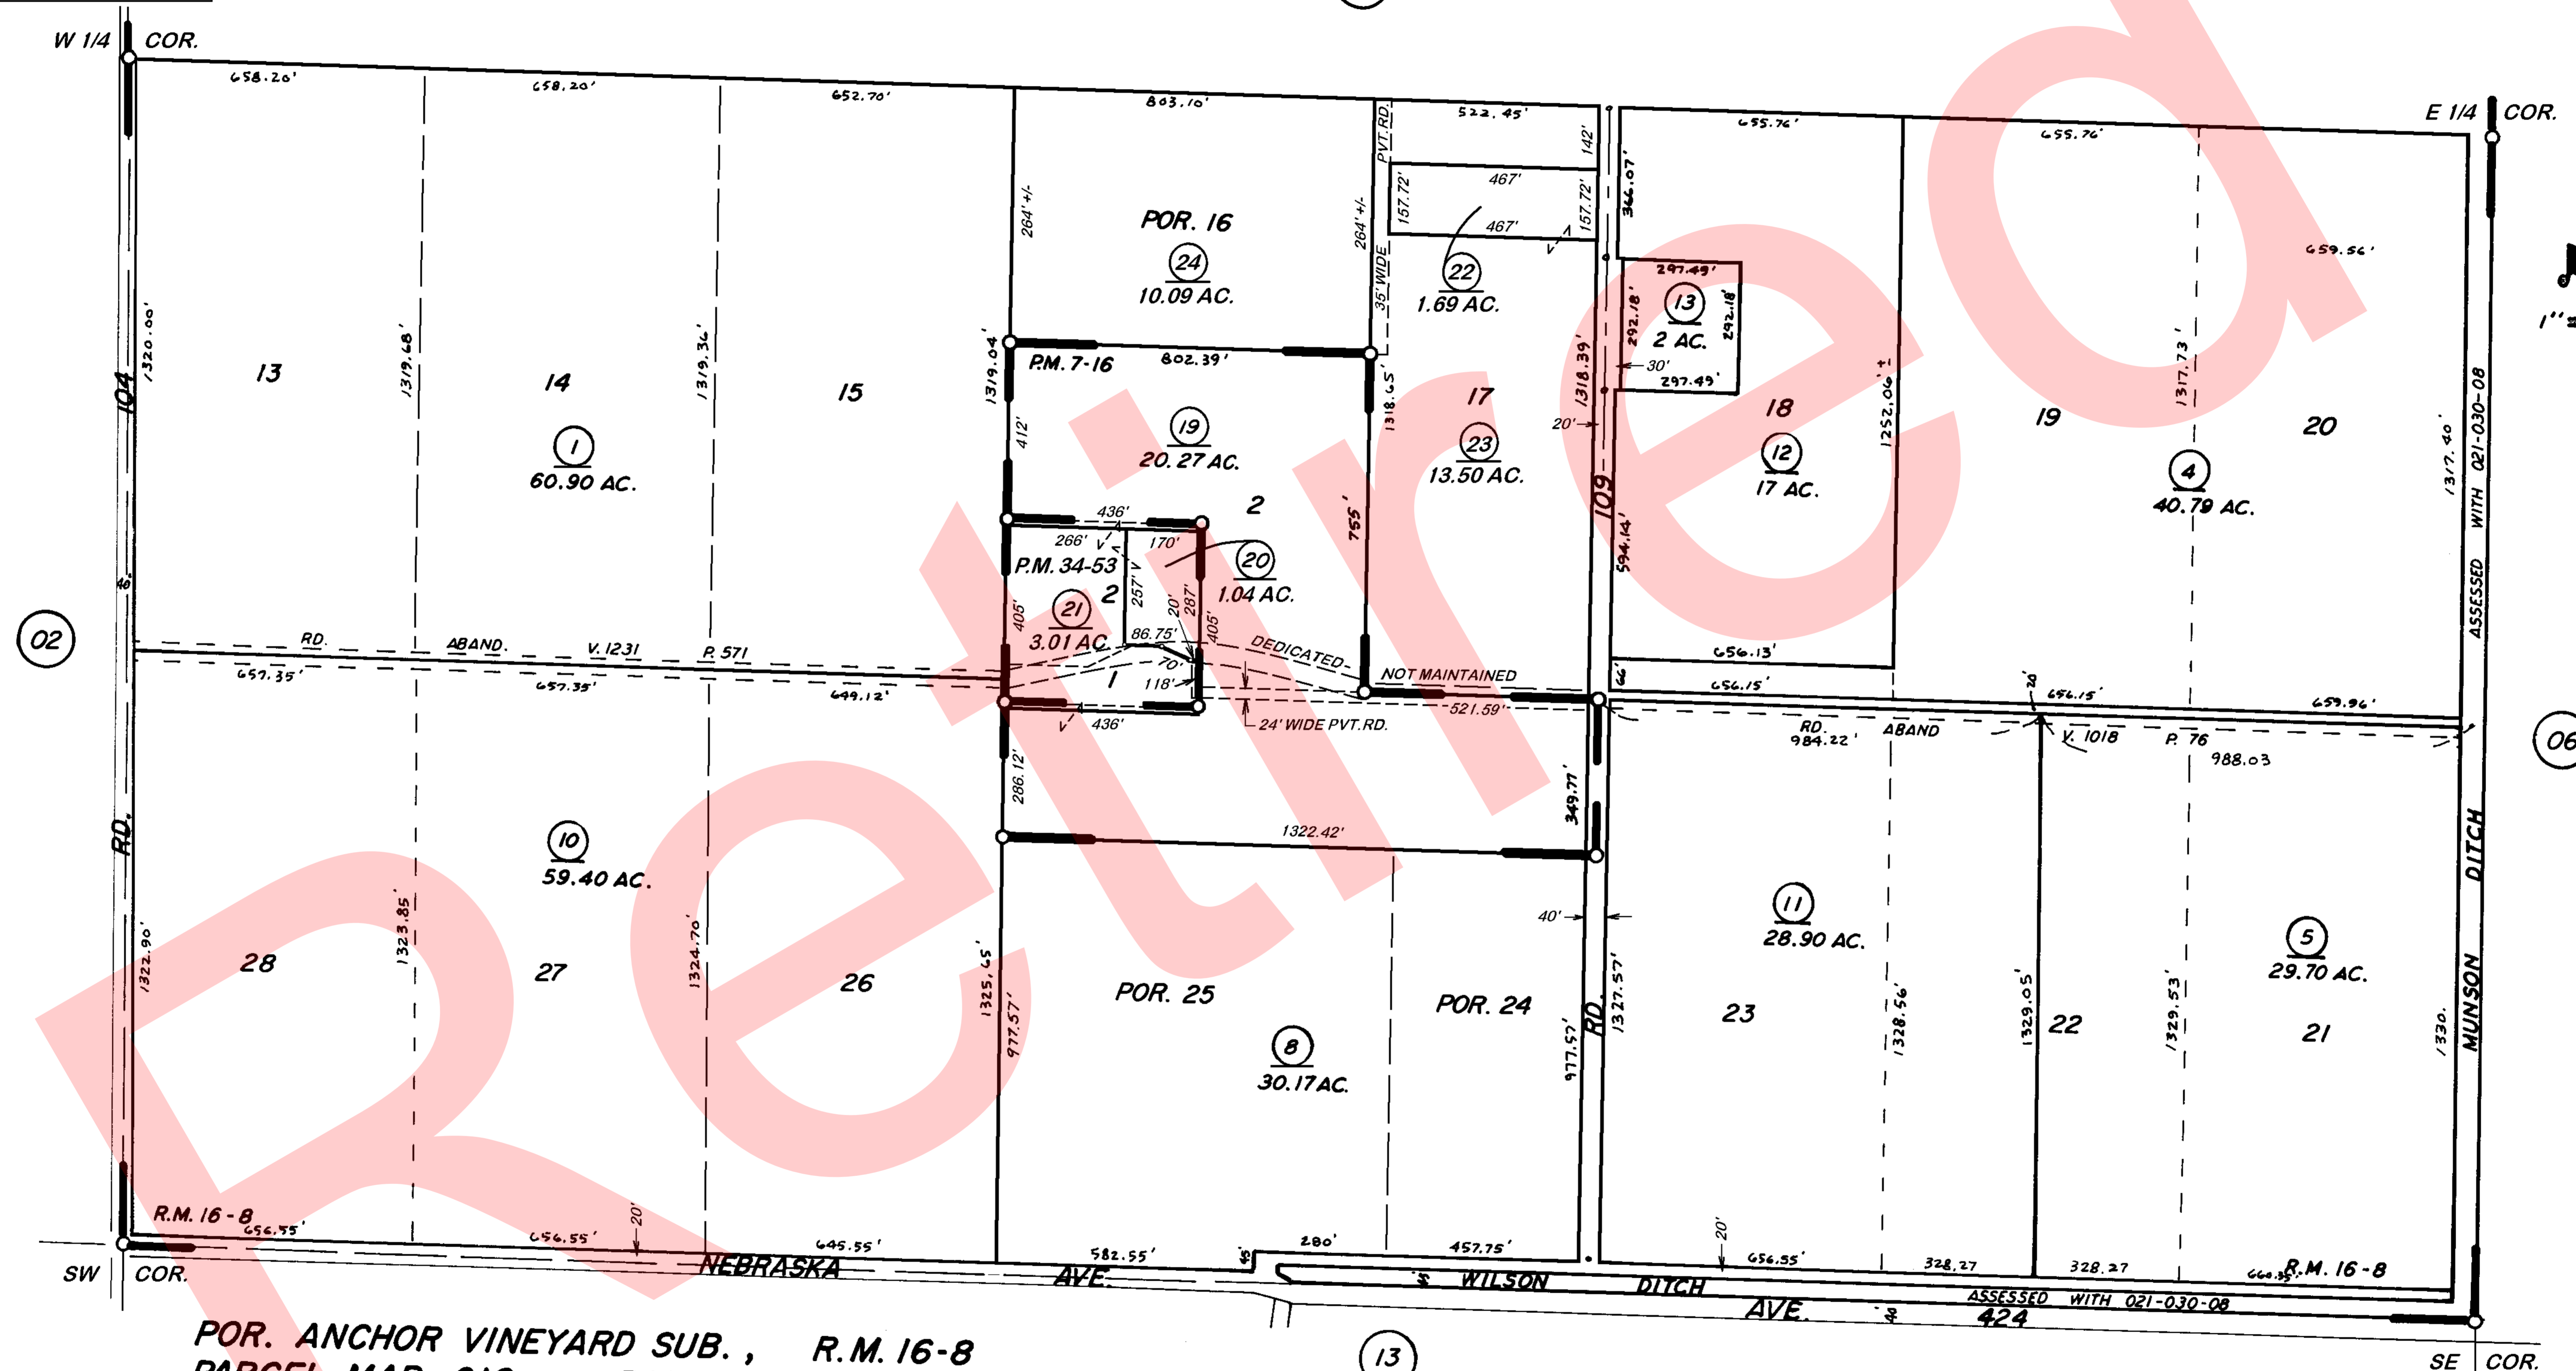 W 1/4 COR.
E 1/4 COR.
658.20'
658.20'
652.70'
803.10'
522.45'
655.76'
655.76'
659.56'
PVT. RD.
35' WIDE
142'
467'
157.72'
157.72'
467'
366.07'
264' +/-
264' +/-
POR. 16
24
10.09 AC.
22
1.69 AC.
297.49'
292.18'
292.18'
13
2 AC.
30'
297.49'
1320.00'
1319.68'
1319.36'
1319.04'
1318.65'
1318.39'
1252.06' ±
1317.73'
1317.40'
P.M. 7-16
802.39'
13
14
15
17
18
19
20
104
1
60.90 AC.
412'
19
20.27 AC.
23
13.50 AC.
20'
12
17 AC.
4
40.79 AC.
ASSESSED WITH 021-030-08
109
755'
594.14'
2
436'
266'
170'
P.M. 34-53
2
257'
20'
287'
405'
20
1.04 AC.
21
3.01 AC
405'
86.75'
70'
1
118'
436'
DEDICATED-
NOT MAINTAINED
521.59'
24' WIDE PVT. RD.
40'
02
RD. ABAND. V. 1231 P. 571
657.35'
657.35'
649.12'
656.13'
66'
656.15'
656.15'
659.96'
20'
RD. ABAND V. 1018 P. 76
984.22'
988.03
06
286.12'
349.77'
1322.42'
RD.
10
59.40 AC.
28
27
26
1322.90'
1323.85'
1324.70'
1325.65'
977.57'
POR. 25
POR. 24
8
30.17 AC.
40'
977.57'
RD.
1327.57'
11
28.90 AC.
5
29.70 AC.
23
22
21
1328.56'
1329.05'
1329.53'
1330.
MUNSON DITCH
R.M. 16-8
656.55'
656.55'
20'
645.55'
582.55'
45'
280'
457.75'
20'
656.55'
328.27
328.27
660.35'
R.M. 16-8
SW COR.
NEBRASKA AVE.
WILSON DITCH
ASSESSED WITH 021-030-08
AVE. 424
40
SE COR.
13
POR. ANCHOR VINEYARD SUB., R.M. 16-8
PARCEL MAP
1"=
Retired